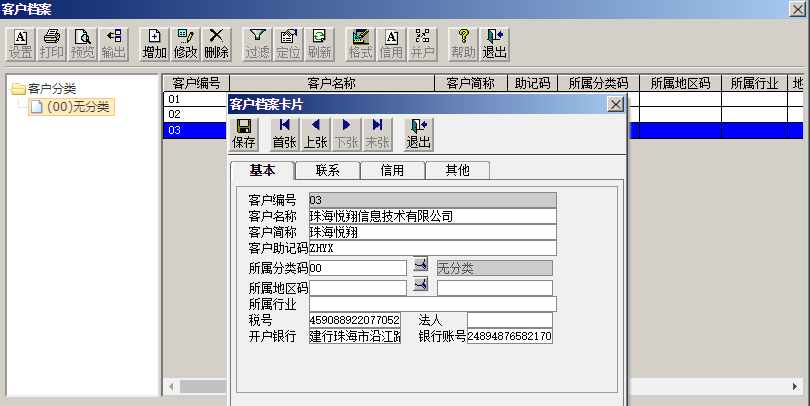 客户档案
设置 打印 预览 输出 增加 修改 删除 过滤 定位 刷新 格式 信用 并户 帮助 退出
客户分类
(00)无分类
客户编号 客户名称 客户简称 助记码 所属分类码 所属地区码 所属行业 地
01
02
03
客户档案卡片
保存 首张 上张 下张 末张 退出
基本 联系 信用 其他
客户编号 03
客户名称 珠海悦翔信息技术有限公司
客户简称 珠海悦翔
客户助记码 ZHYX
所属分类码 00 无分类
所属地区码
所属行业
税号 459088922077052 法人
开户银行 建行珠海市沿江路 银行账号 24894876582170